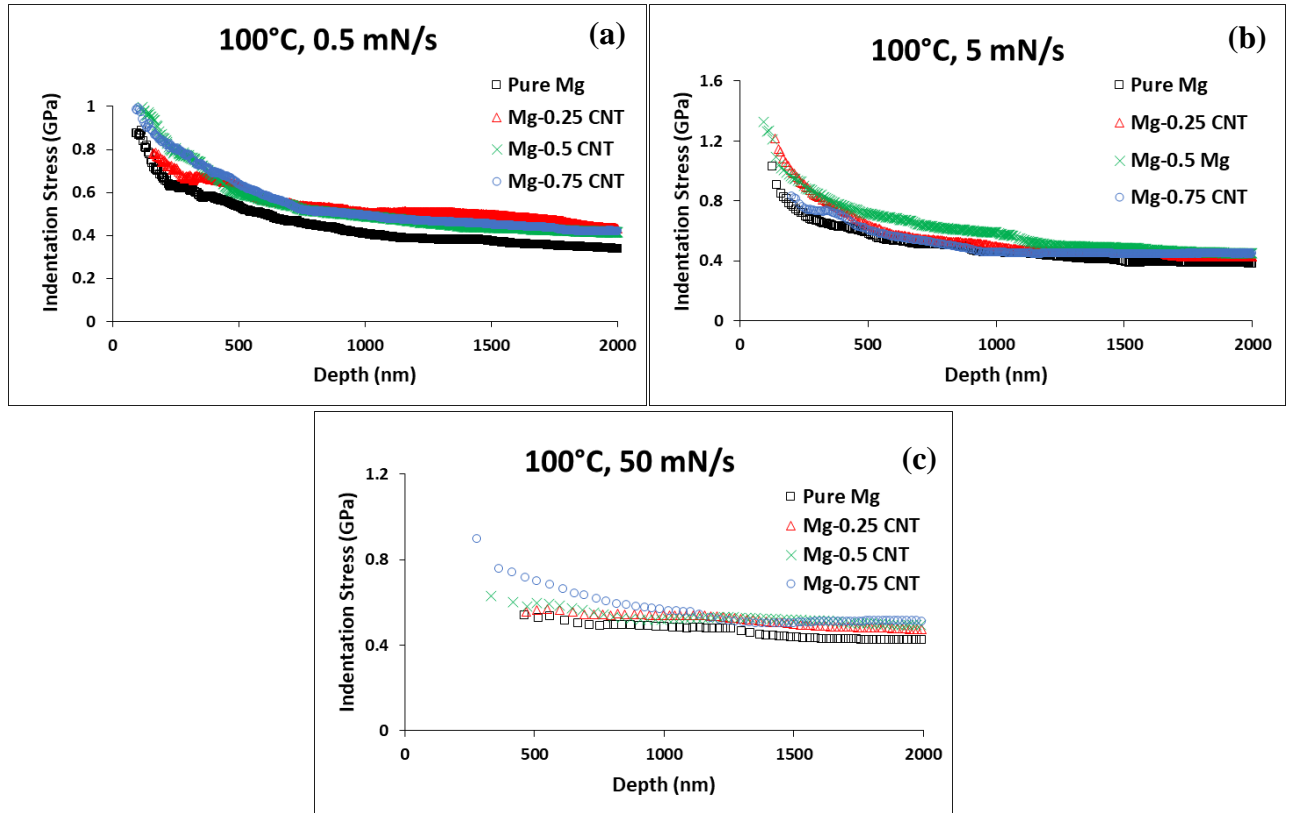 100°C, 0.5 mN/s
(a)
Pure Mg
Mg-0.25 CNT
Mg-0.5 CNT
Mg-0.75 CNT
Indentation Stress (GPa)
1
0.8
0.6
0.4
0.2
0
0 500 1000 1500 2000
Depth (nm)
100°C, 5 mN/s
(b)
Pure Mg
Mg-0.25 CNT
Mg-0.5 Mg
Mg-0.75 CNT
Indentation Stress (GPa)
1.6
1.2
0.8
0.4
0
0 500 1000 1500 2000
Depth (nm)
100°C, 50 mN/s
(c)
Pure Mg
Mg-0.25 CNT
Mg-0.5 CNT
Mg-0.75 CNT
Indentation Stress (GPa)
1.2
0.8
0.4
0
0 500 1000 1500 2000
Depth (nm)